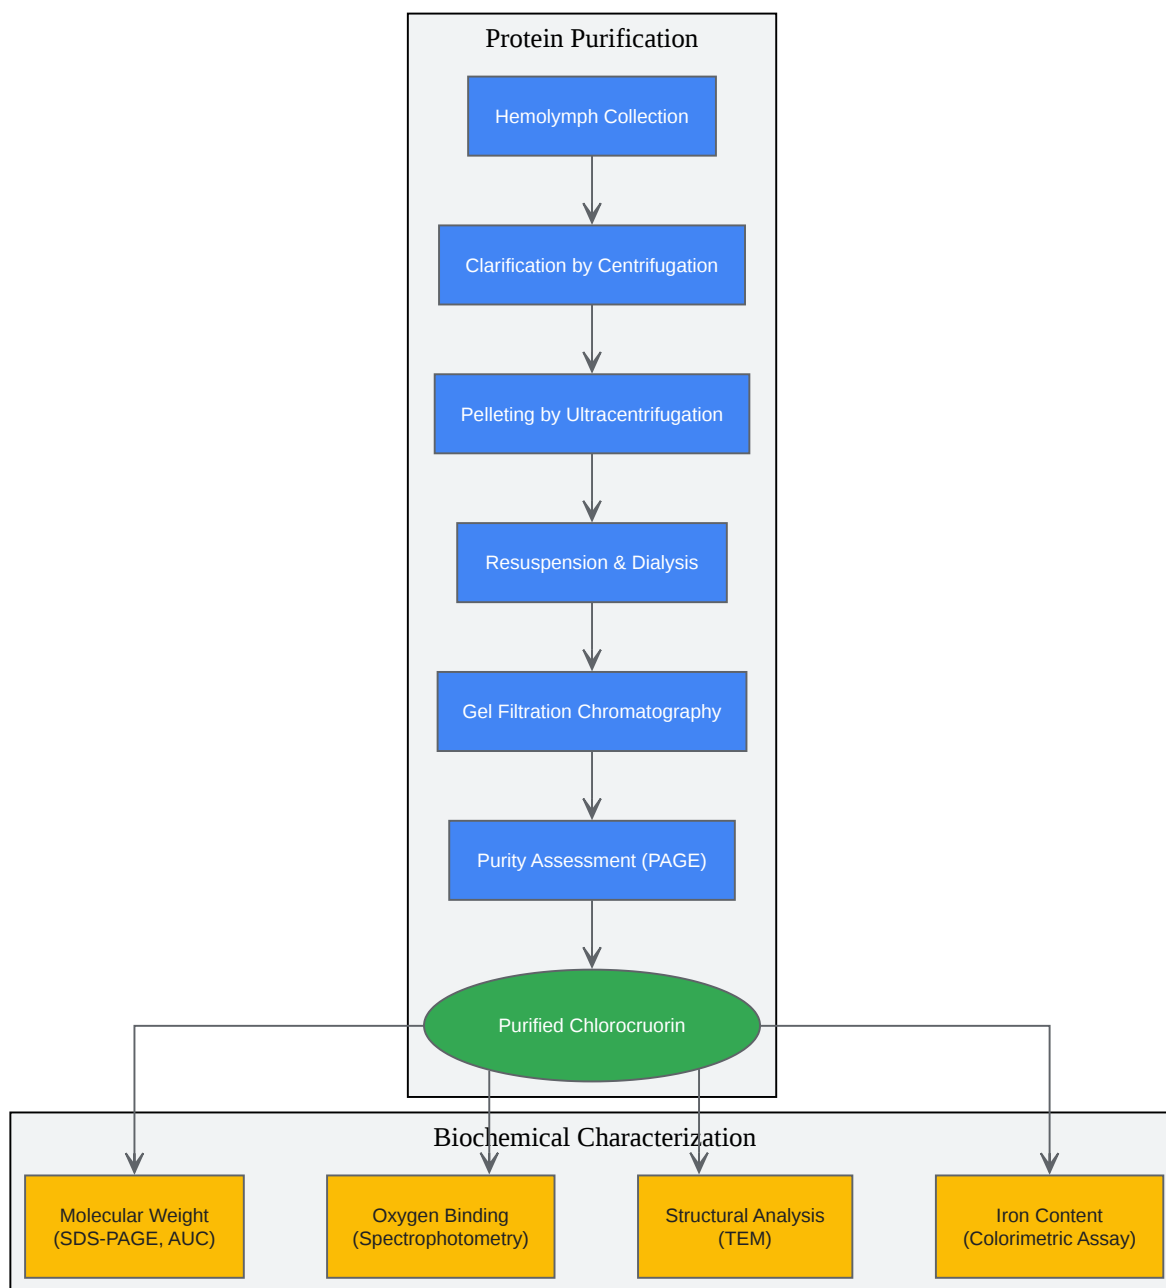 Protein Purification
Hemolymph Collection
Clarification by Centrifugation
Pelleting by Ultracentrifugation
Resuspension & Dialysis
Gel Filtration Chromatography
Purity Assessment (PAGE)
Purified Chlorocruorin
Biochemical Characterization
Molecular Weight
(SDS-PAGE, AUC)
Oxygen Binding
(Spectrophotometry)
Structural Analysis
(TEM)
Iron Content
(Colorimetric Assay)